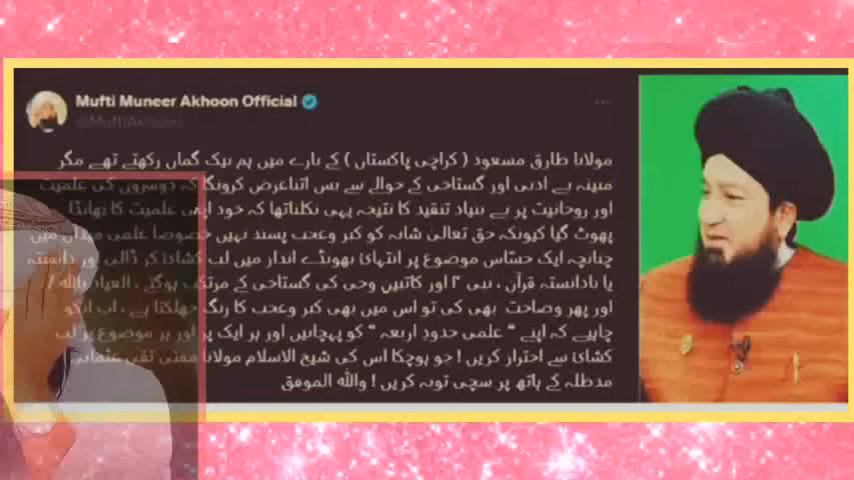 Mufti Muneer Akhoon Official
مولانا طارق مسعود ( کراچی پاکستان ) کے بارے میں ہم نیک گماں رکھتے تھے مگر
مبینہ بے ادبی اور گستاخی کے حوالے سے بس اتنا عرض کرونگا کہ دوسروں کی علمیت
اور روحانیت پر بے بنیاد تنقید کا نتیجہ یہی نکلناتھا کہ خود اپنی علمیت کا بھانڈا
پھوٹ گیا کیونکہ حق تعالی شانہ کو کبر وعجب پسند نہیں خصوصا علمی میدان میں
چنانچہ ایک حسّاس موضوع پر انتہائ بھونڈے انداز میں لب کشائ کر ڈالی اور دانستہ
یا نادانستہ قرآن ، نبی اور کاتبین وحی کی گستاخی کے مرتکب ہوگئے ، العیاذ باللہ !
اور پھر وضاحت بھی کی تو اس میں بھی کبر وعجب کا رنگ جھلکتا ہے ، اب انکو
چاہیے کہ اپنے " علمی حدودِ اربعہ " کو پہچانیں اور ہر ایک پر اور ہر موضوع پر لب
کشائ سے احتراز کریں ! جو ہوچکا اس کی شیخ الاسلام مولانا مفتی تقی عثمانی
مدظلہ کے ہاتھ پر سچی توبہ کریں ! واللہ الموفق